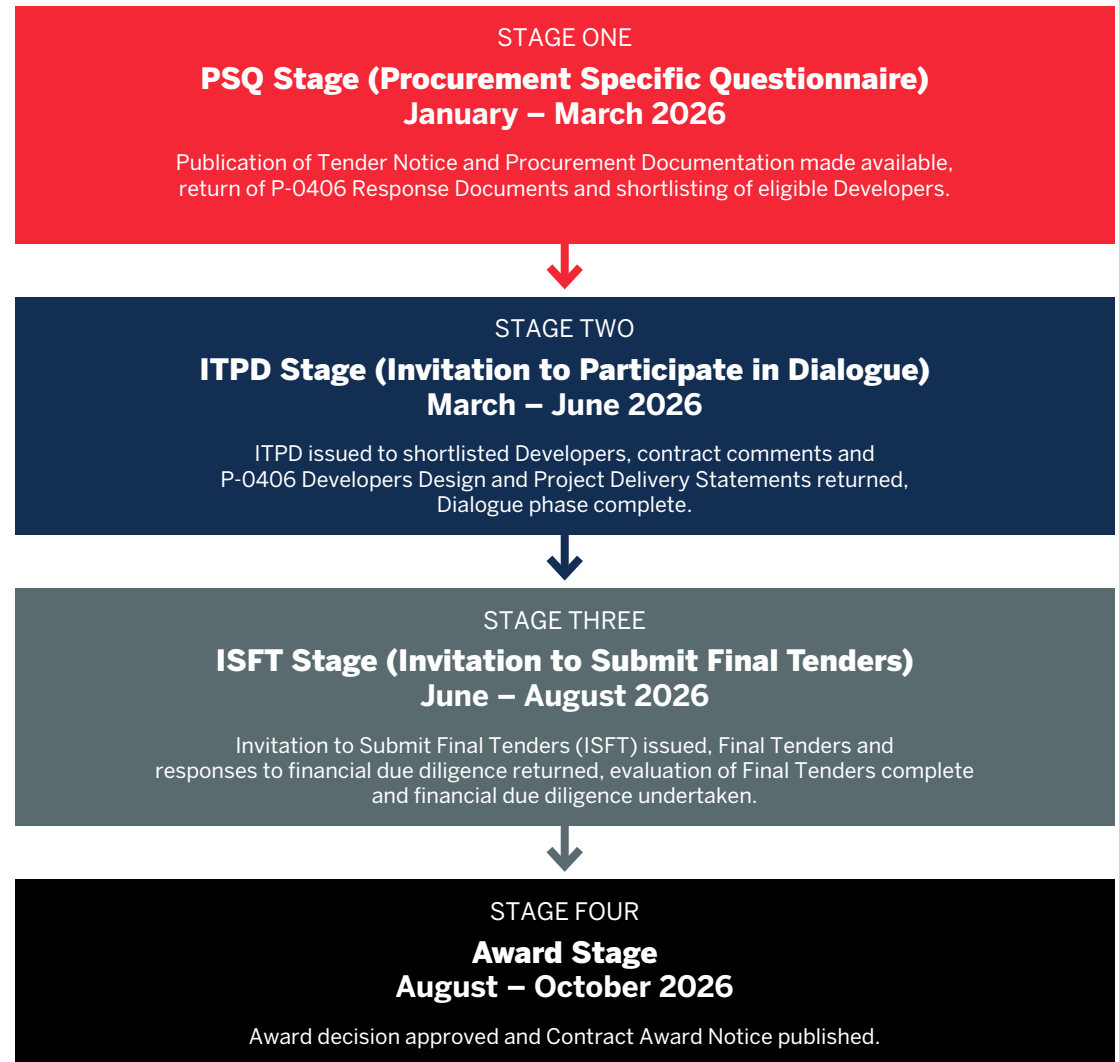 STAGE ONE
PSQ Stage (Procurement Specific Questionnaire)
January – March 2026
Publication of Tender Notice and Procurement Documentation made available,
return of P-0406 Response Documents and shortlisting of eligible Developers.
STAGE TWO
ITPD Stage (Invitation to Participate in Dialogue)
March – June 2026
ITPD issued to shortlisted Developers, contract comments and
P-0406 Developers Design and Project Delivery Statements returned,
Dialogue phase complete.
STAGE THREE
ISFT Stage (Invitation to Submit Final Tenders)
June – August 2026
Invitation to Submit Final Tenders (ISFT) issued, Final Tenders and
responses to financial due diligence returned, evaluation of Final Tenders complete
and financial due diligence undertaken.
STAGE FOUR
Award Stage
August – October 2026
Award decision approved and Contract Award Notice published.